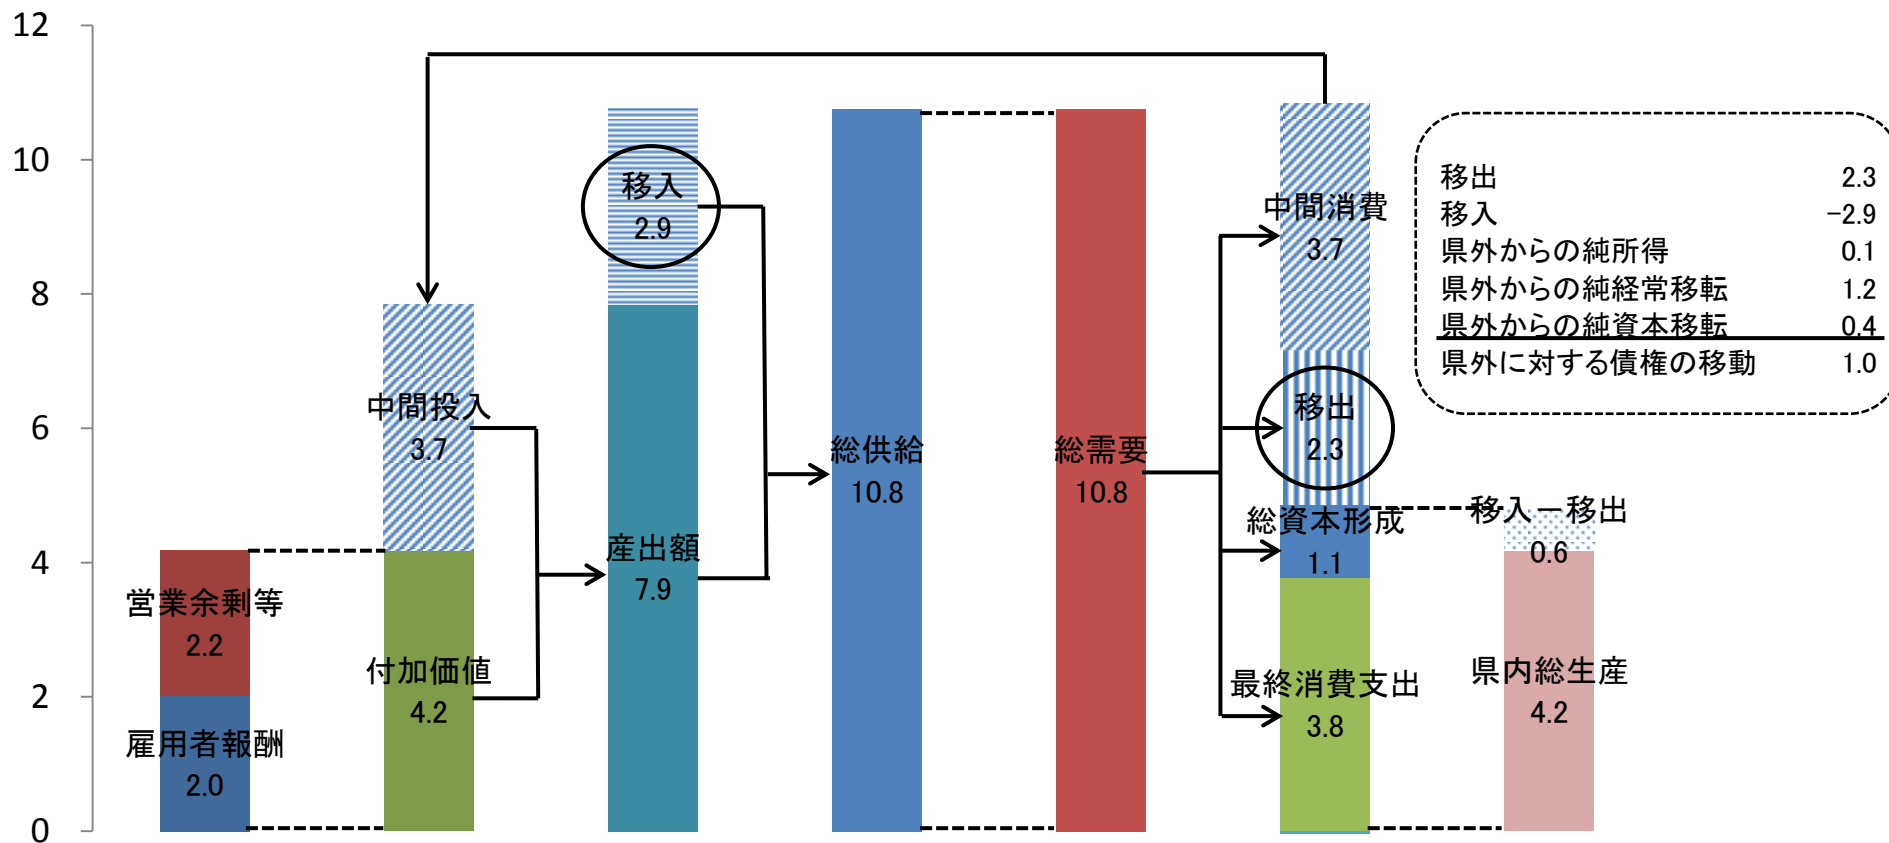 12
10
8
6
4
2
0
営業余剰等
2.2
雇用者報酬
2.0
中間投入
3.7
付加価値
4.2
移入
2.9
産出額
7.9
総供給
10.8
総需要
10.8
中間消費
3.7
移出
2.3
総資本形成
1.1
最終消費支出
3.8
移入－移出
0.6
県内総生産
4.2
移出 2.3
移入 −2.9
県外からの純所得 0.1
県外からの純経常移転 1.2
県外からの純資本移転 0.4
県外に対する債権の移動 1.0